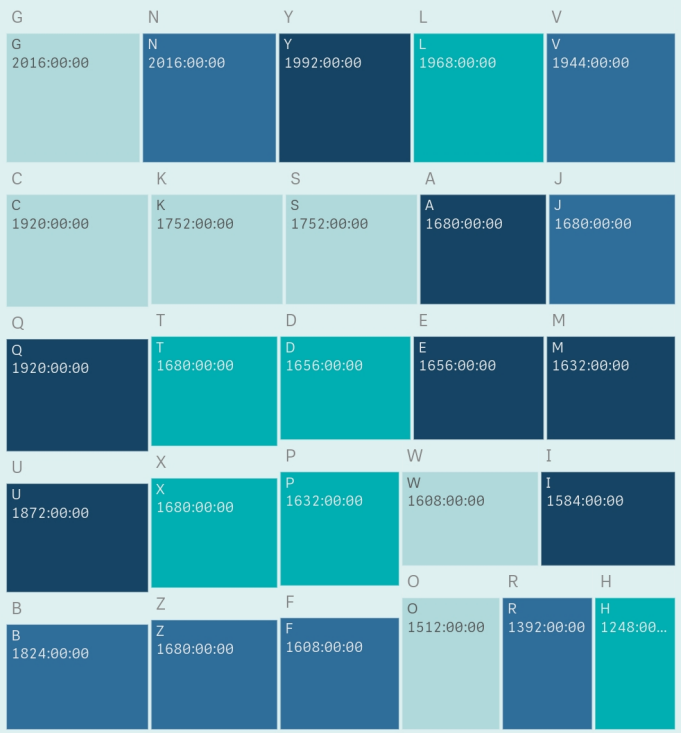 G
G
2016:00:00
N
N
2016:00:00
Y
Y
1992:00:00
L
L
1968:00:00
V
V
1944:00:00
C
C
1920:00:00
K
K
1752:00:00
S
S
1752:00:00
A
A
1680:00:00
J
J
1680:00:00
Q
Q
1920:00:00
T
T
1680:00:00
D
D
1656:00:00
E
E
1656:00:00
M
M
1632:00:00
U
U
1872:00:00
X
X
1680:00:00
P
P
1632:00:00
W
W
1608:00:00
I
I
1584:00:00
B
B
1824:00:00
Z
Z
1680:00:00
F
F
1608:00:00
O
O
1512:00:00
R
R
1392:00:00
H
H
1248:00...